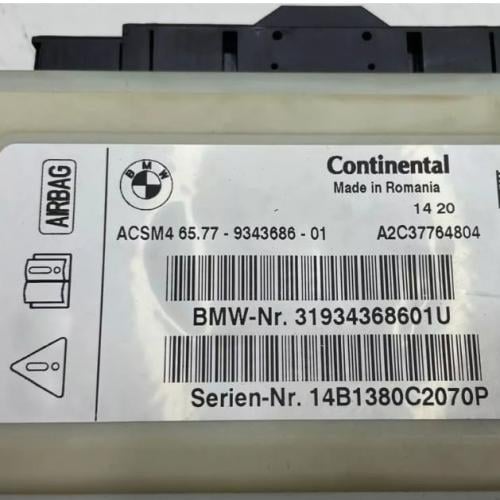 AIRBAG
BMW
Continental
Made in Romania
14 20
ACSM4 65.77 - 9343686 - 01 A2C37764804
BMW-Nr. 31934368601U
Serien-Nr. 14B1380C2070P